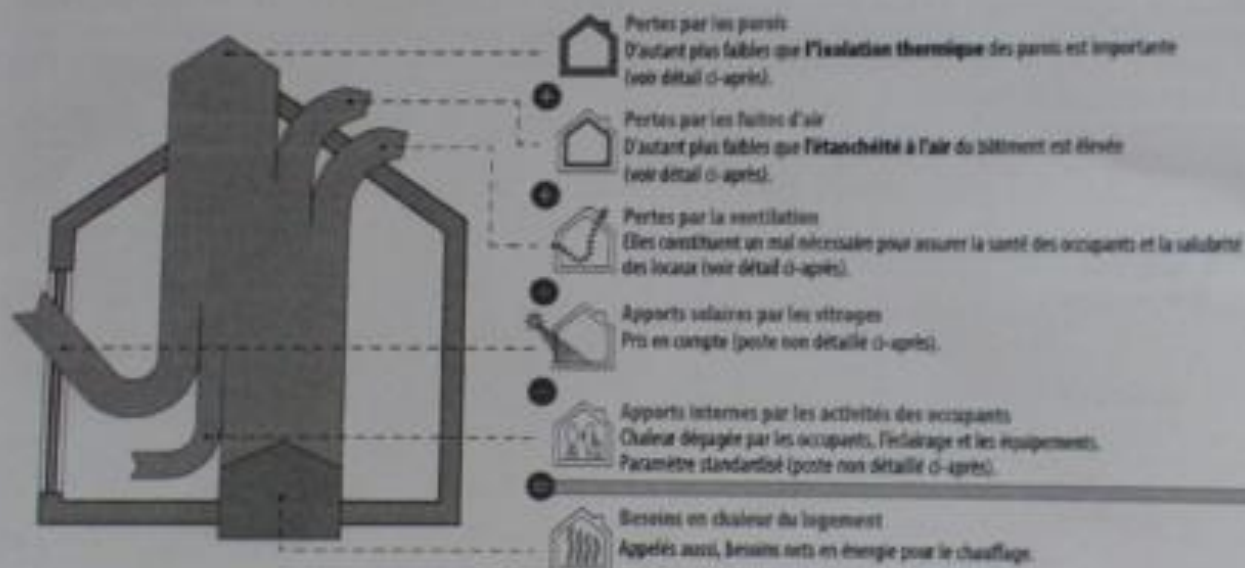 Pertes par les parois
D'autant plus faibles que l'isolation thermique des parois est importante
(voir détail ci-après).
+
Pertes par les fuites d'air
D'autant plus faibles que l'étanchéité à l'air du bâtiment est élevée
(voir détail ci-après).
+
Pertes par la ventilation
Elles constituent un mal nécessaire pour assurer la santé des occupants et la salubrité
des locaux (voir détail ci-après).
-
Apports solaires par les vitrages
Pris en compte (poste non détaillé ci-après).
-
Apports internes par les activités des occupants
Chaleur dégagée par les occupants, l'éclairage et les équipements.
Paramètre standardisé (poste non détaillé ci-après).
=
Besoins en chaleur du logement
Appelés aussi, Besoins nets en énergie pour le chauffage.